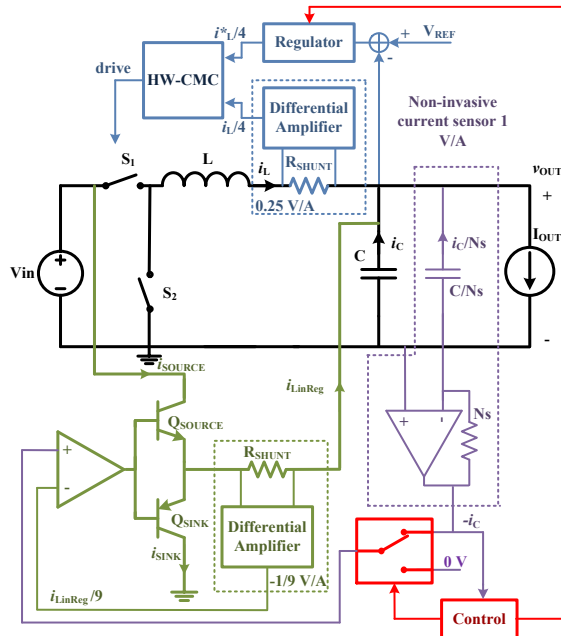 i*L/4
Regulator
+
VREF
-
drive
HW-CMC
Differential
Amplifier
iL/4
Non-invasive
current sensor 1
V/A
S1
L
iL
RSHUNT
0.25 V/A
vOUT
+
Vin
S2
C
iC
iC/Ns
C/Ns
IOUT
-
iSOURCE
QSOURCE
iLinReg
+
-
Ns
+
-
RSHUNT
QSINK
iSINK
Differential
Amplifier
-iC
iLinReg/9
-1/9 V/A
0 V
Control